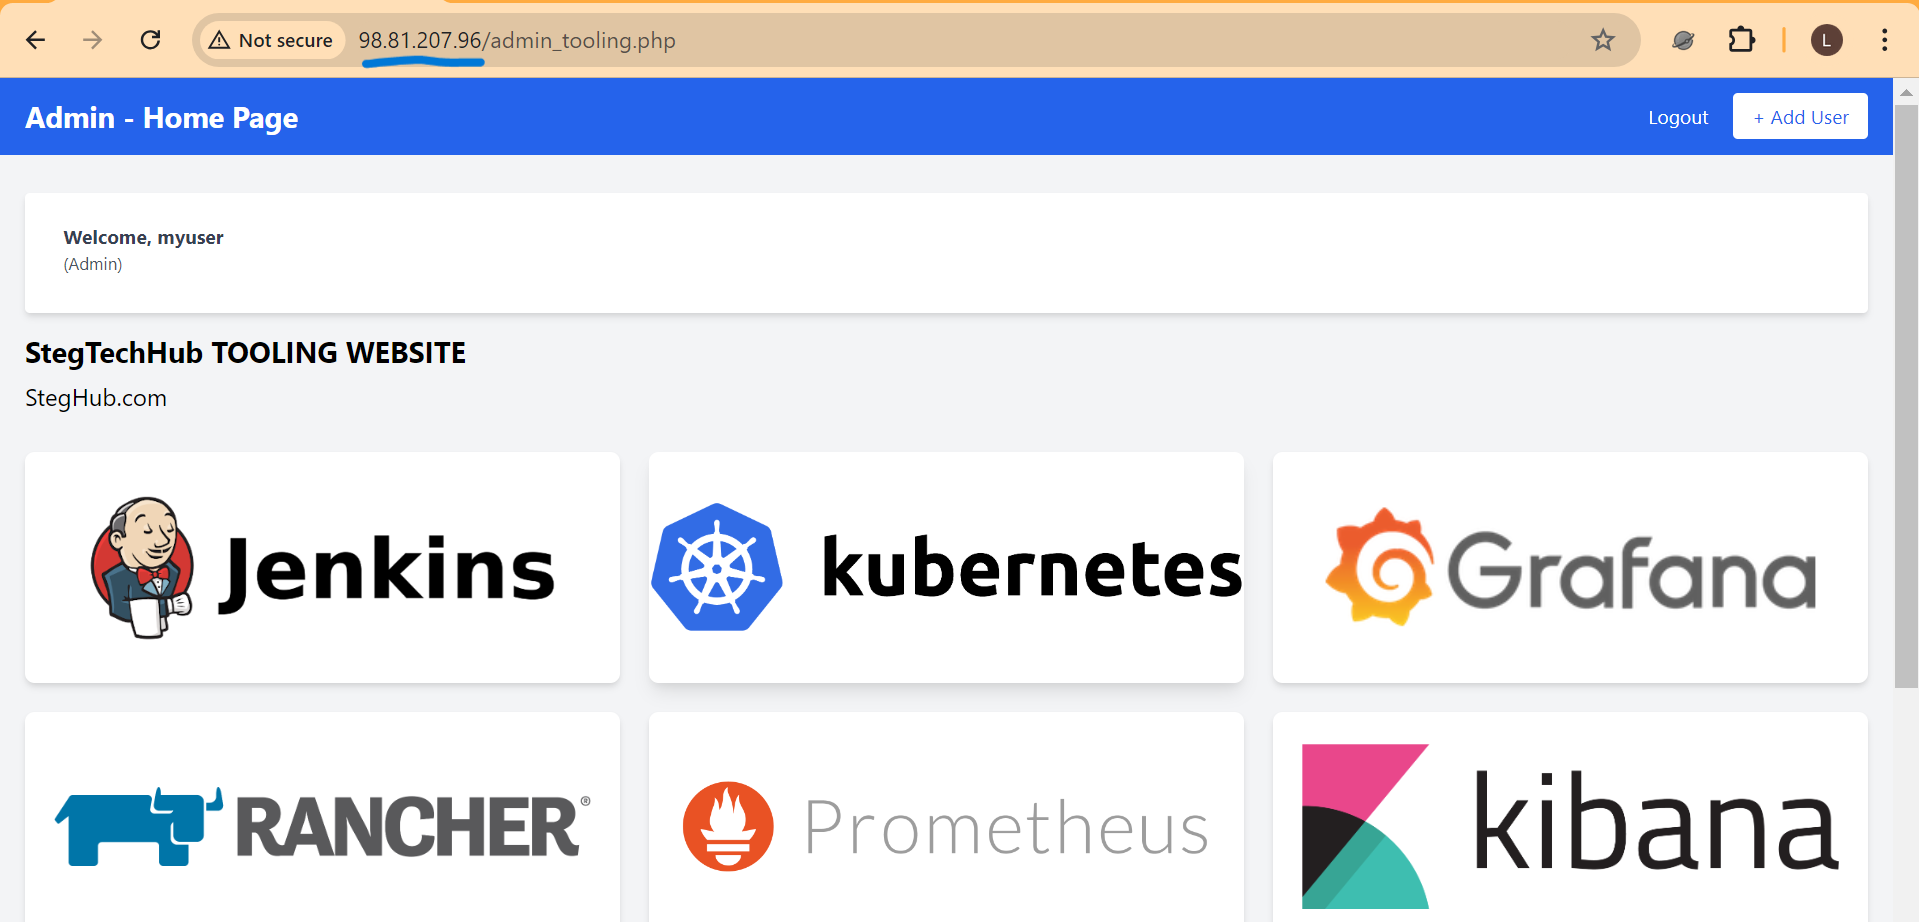 Not secure 98.81.207.96/admin_tooling.php L
Admin - Home Page Logout + Add User
Welcome, myuser
(Admin)
StegTechHub TOOLING WEBSITE
StegHub.com
Jenkins kubernetes Grafana
RANCHER® Prometheus kibana